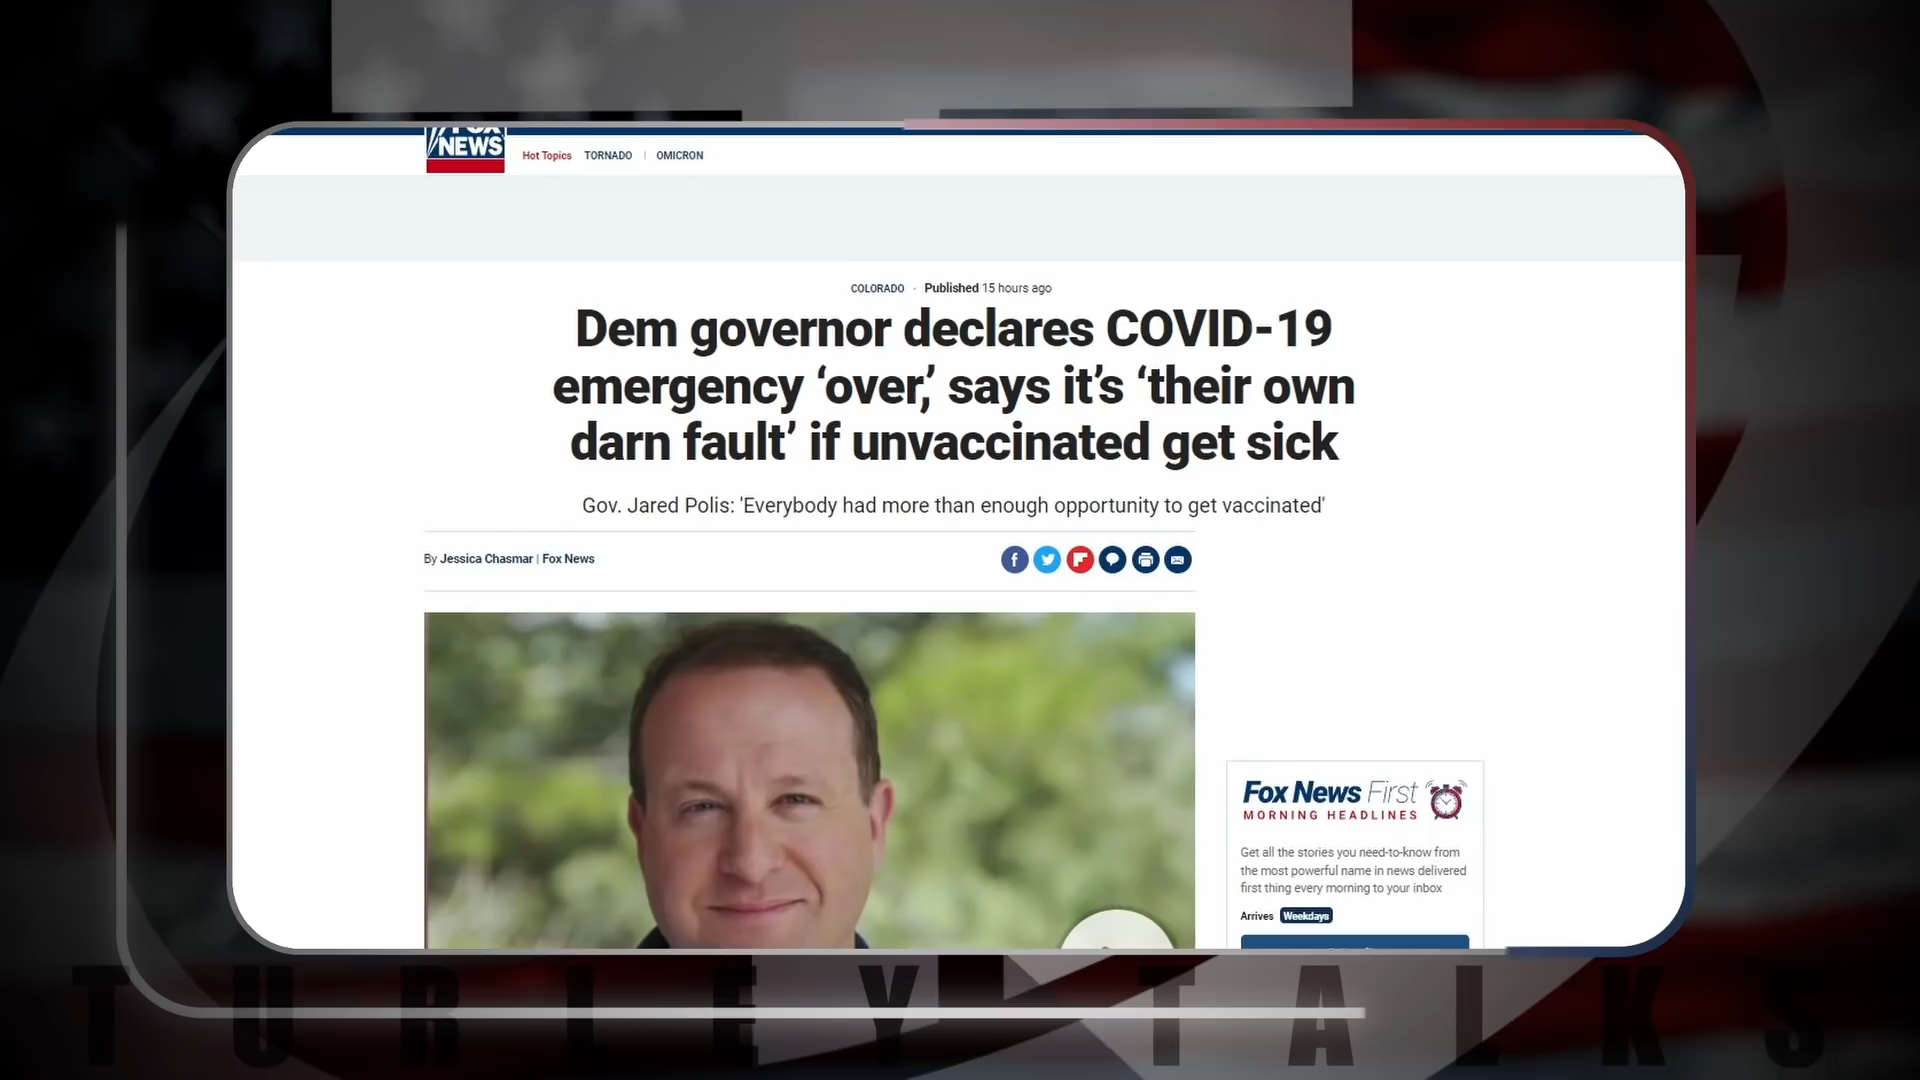 FOX
NEWS
Hot Topics TORNADO | OMICRON
COLORADO · Published 15 hours ago
Dem governor declares COVID-19
emergency ‘over,’ says it’s ‘their own
darn fault’ if unvaccinated get sick
Gov. Jared Polis: 'Everybody had more than enough opportunity to get vaccinated'
By Jessica Chasmar | Fox News
f
Fox News First
MORNING HEADLINES
Get all the stories you need-to-know from
the most powerful name in news delivered
first thing every morning to your inbox
Arrives Weekdays
TURLEY TALKS